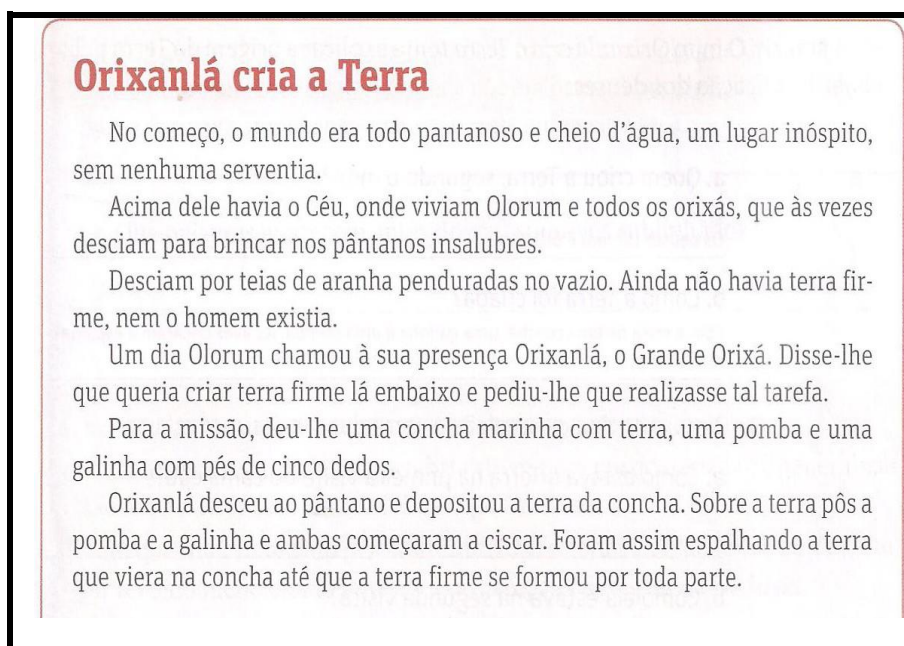 Orixanlá cria a Terra
No começo, o mundo era todo pantanoso e cheio d'água, um lugar inóspito,
sem nenhuma serventia.
Acima dele havia o Céu, onde viviam Olorum e todos os orixás, que às vezes
desciam para brincar nos pântanos insalubres.
Desciam por teias de aranha penduradas no vazio. Ainda não havia terra fir-
me, nem o homem existia.
Um dia Olorum chamou à sua presença Orixanlá, o Grande Orixá. Disse-lhe
que queria criar terra firme lá embaixo e pediu-lhe que realizasse tal tarefa.
Para a missão, deu-lhe uma concha marinha com terra, uma pomba e uma
galinha com pés de cinco dedos.
Orixanlá desceu ao pântano e depositou a terra da concha. Sobre a terra pôs a
pomba e a galinha e ambas começaram a ciscar. Foram assim espalhando a terra
que viera na concha até que a terra firme se formou por toda parte.